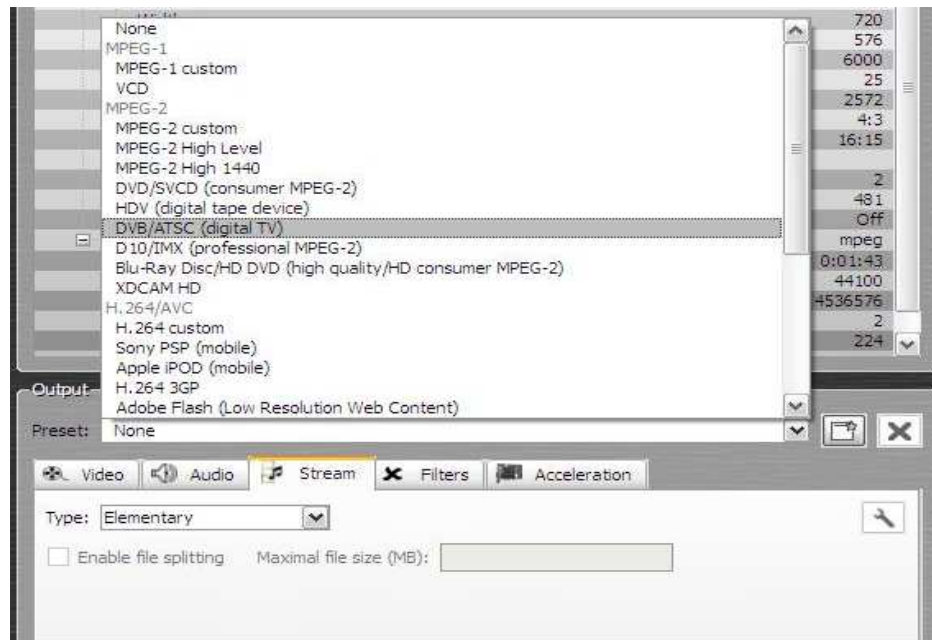 720
None
576
MPEG-1
6000
MPEG-1 custom
25
VCD
2572
MPEG-2
4:3
MPEG-2 custom
16:15
MPEG-2 High Level
MPEG-2 High 1440
2
DVD/SVCD (consumer MPEG-2)
481
HDV (digital tape device)
Off
DVB/ATSC (digital TV)
mpeg
D10/IMX (professional MPEG-2)
0:01:43
Blu-Ray Disc/HD DVD (high quality/HD consumer MPEG-2)
44100
XDCAM HD
4536576
H.264/AVC
2
H.264 custom
224
Sony PSP (mobile)
Apple iPOD (mobile)
H.264 3GP
Output
Adobe Flash (Low Resolution Web Content)
Preset: None
Video Audio Stream Filters Acceleration
Type: Elementary
Enable file splitting Maximal file size (MB):